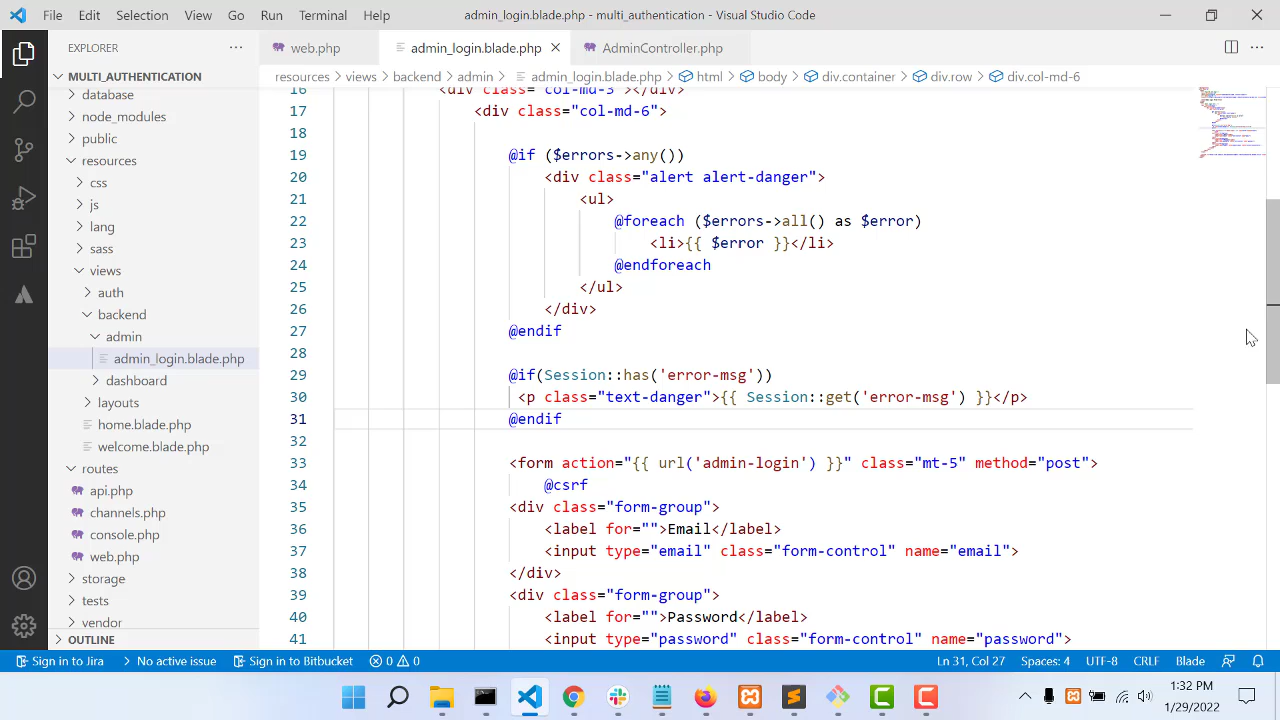 File Edit Selection View Go Run Terminal Help admin_login.blade.php - multi_authentication - Visual Studio Code
EXPLORER ...
web.php admin_login.blade.php AdminController.php
MULTI_AUTHENTICATION
resources > views > backend > admin > admin_login.blade.php > html > body > div.container > div.row > div.col-md-6
database
node_modules
public
resources
css
js
lang
sass
views
auth
backend
admin
admin_login.blade.php
dashboard
layouts
home.blade.php
welcome.blade.php
routes
api.php
channels.php
console.php
web.php
storage
tests
vendor
OUTLINE
16 <div class="col-md-3"></div>
17 <div class="col-md-6">
18
19 @if ($errors->any())
20 <div class="alert alert-danger">
21 <ul>
22 @foreach ($errors->all() as $error)
23 <li>{{ $error }}</li>
24 @endforeach
25 </ul>
26 </div>
27 @endif
28
29 @if(Session::has('error-msg'))
30 <p class="text-danger">{{ Session::get('error-msg') }}</p>
31 @endif
32
33 <form action="{{ url('admin-login') }}" class="mt-5" method="post">
34 @csrf
35 <div class="form-group">
36 <label for="">Email</label>
37 <input type="email" class="form-control" name="email">
38 </div>
39 <div class="form-group">
40 <label for="">Password</label>
41 <input type="password" class="form-control" name="password">
Sign in to Jira No active issue Sign in to Bitbucket 0 0 Ln 31, Col 27 Spaces: 4 UTF-8 CRLF Blade
1:32 PM
1/29/2022